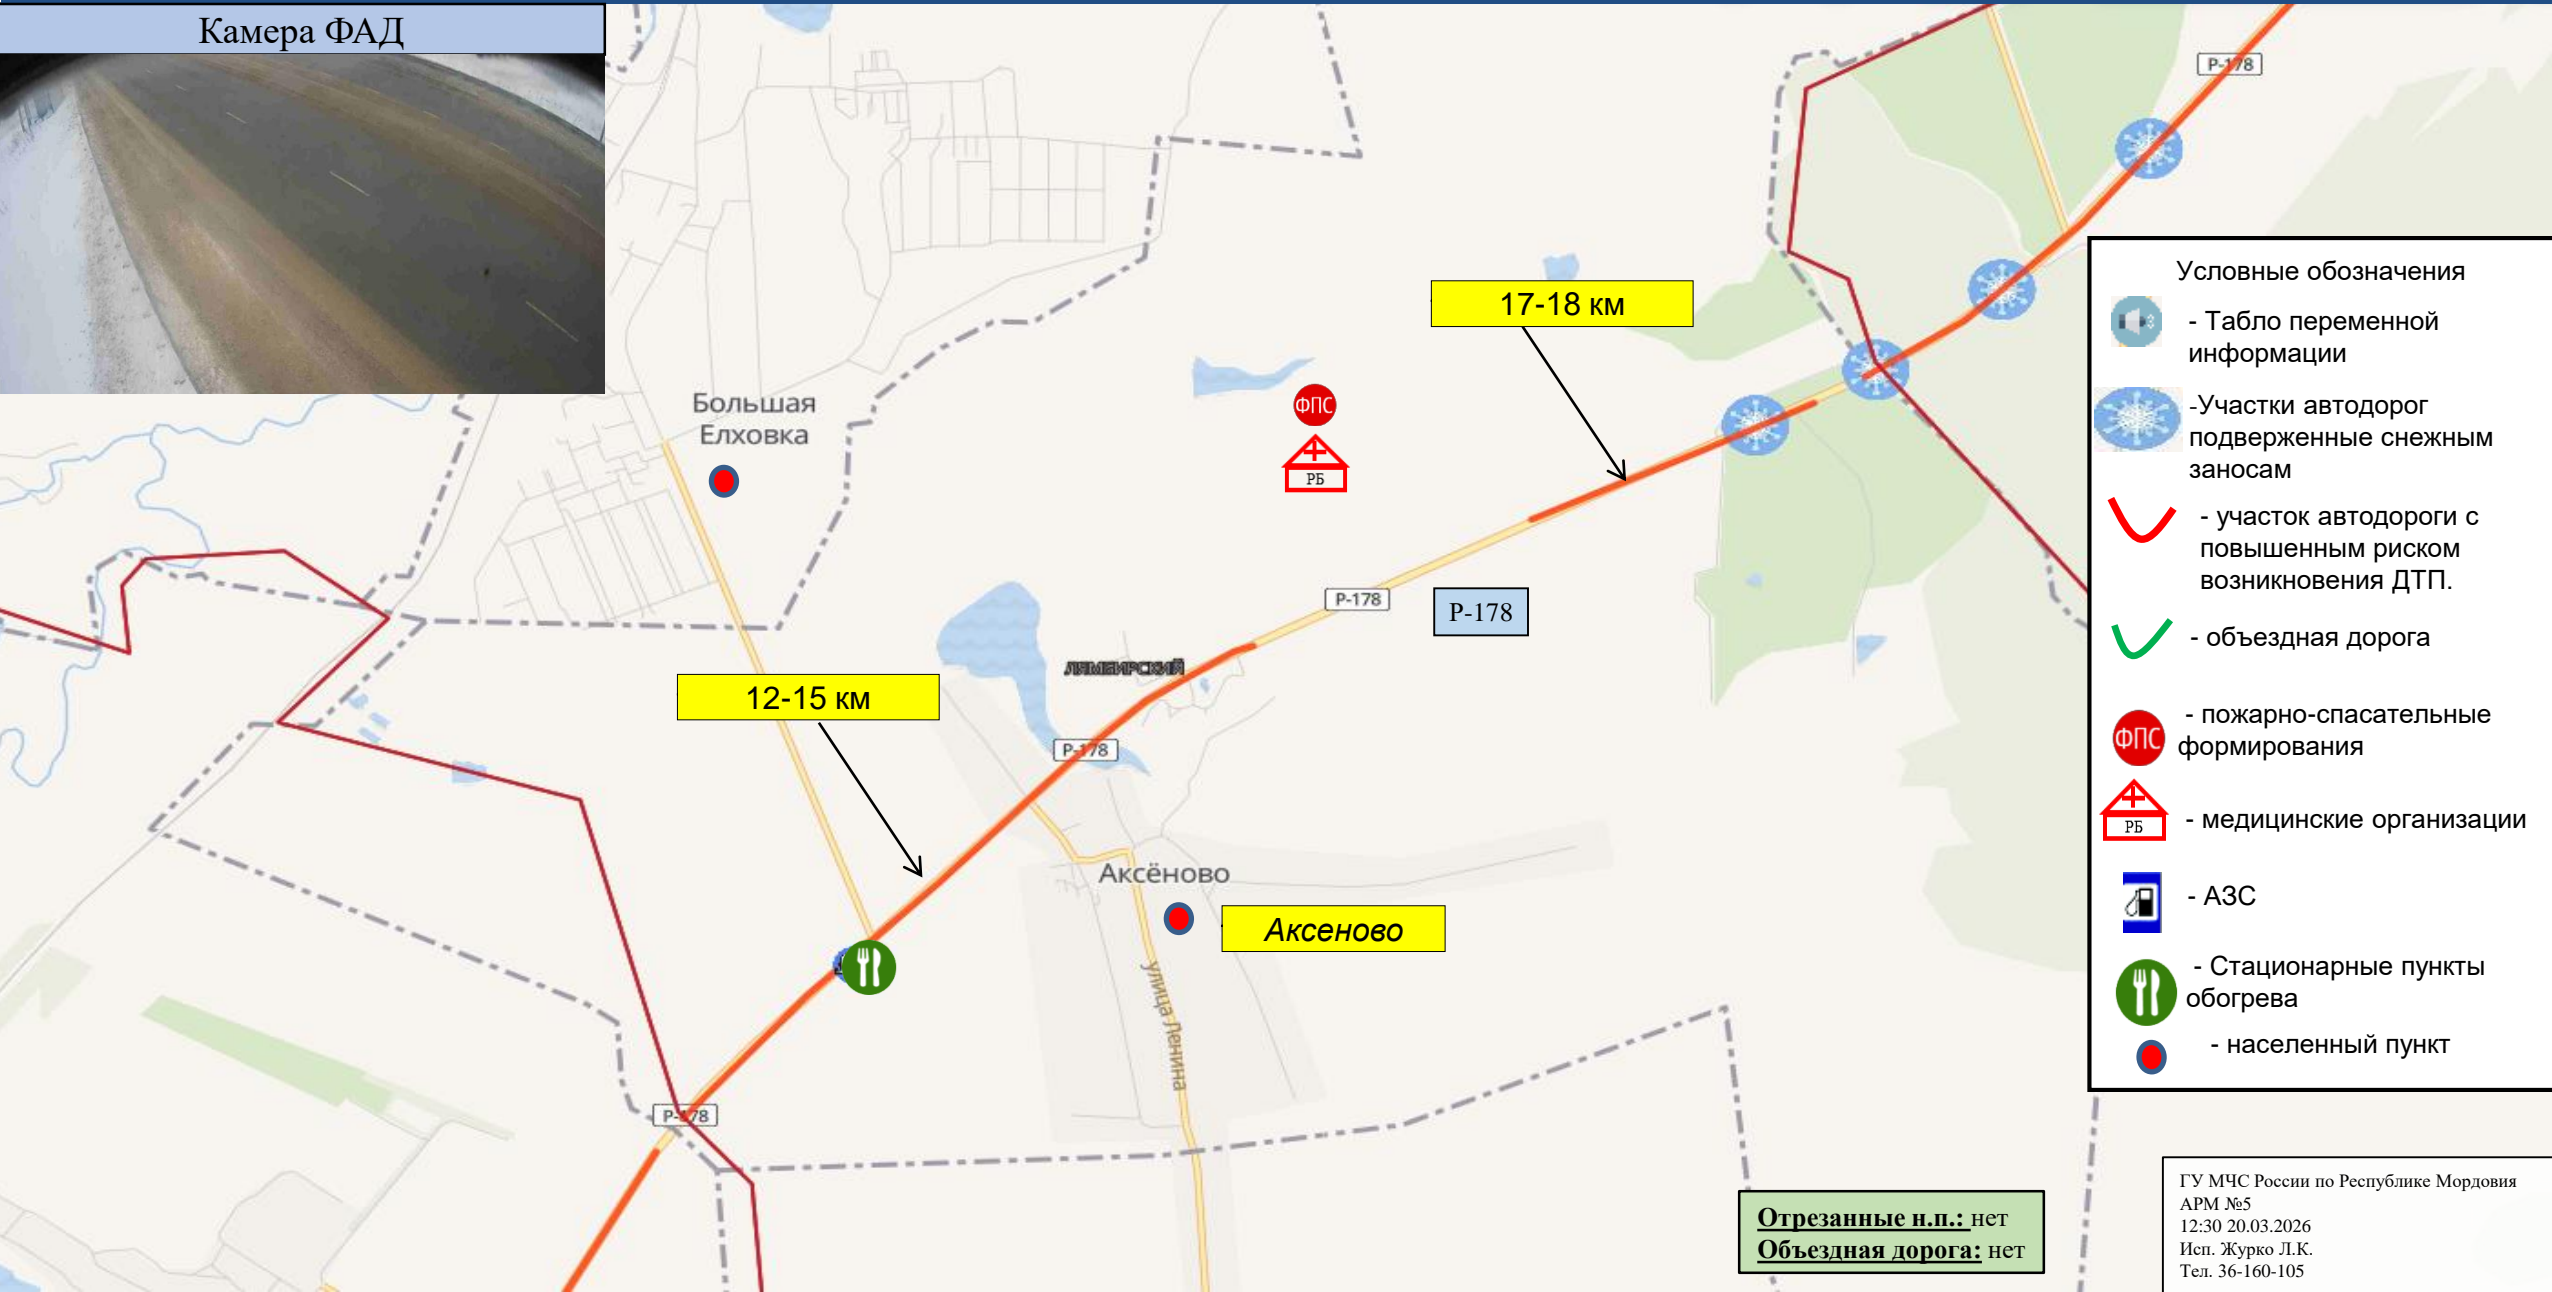 Камера ФАД
Р-178
17-18 км
Большая
Елховка
ФПС
РБ
Р-178
Р-178
ЛЯМБИРСКИЙ
12-15 км
Р-178
Аксёново
Аксеново
улица Ленина
Р-178
Условные обозначения
- Табло переменной
информации
-Участки автодорог
подверженные снежным
заносам
- участок автодороги с
повышенным риском
возникновения ДТП.
- объездная дорога
ФПС
- пожарно-спасательные
формирования
РБ
- медицинские организации
- АЗС
- Стационарные пункты
обогрева
- населенный пункт
Отрезанные н.п.: нет
Объездная дорога: нет
ГУ МЧС России по Республике Мордовия
АРМ №5
12:30 20.03.2026
Исп. Журко Л.К.
Тел. 36-160-105